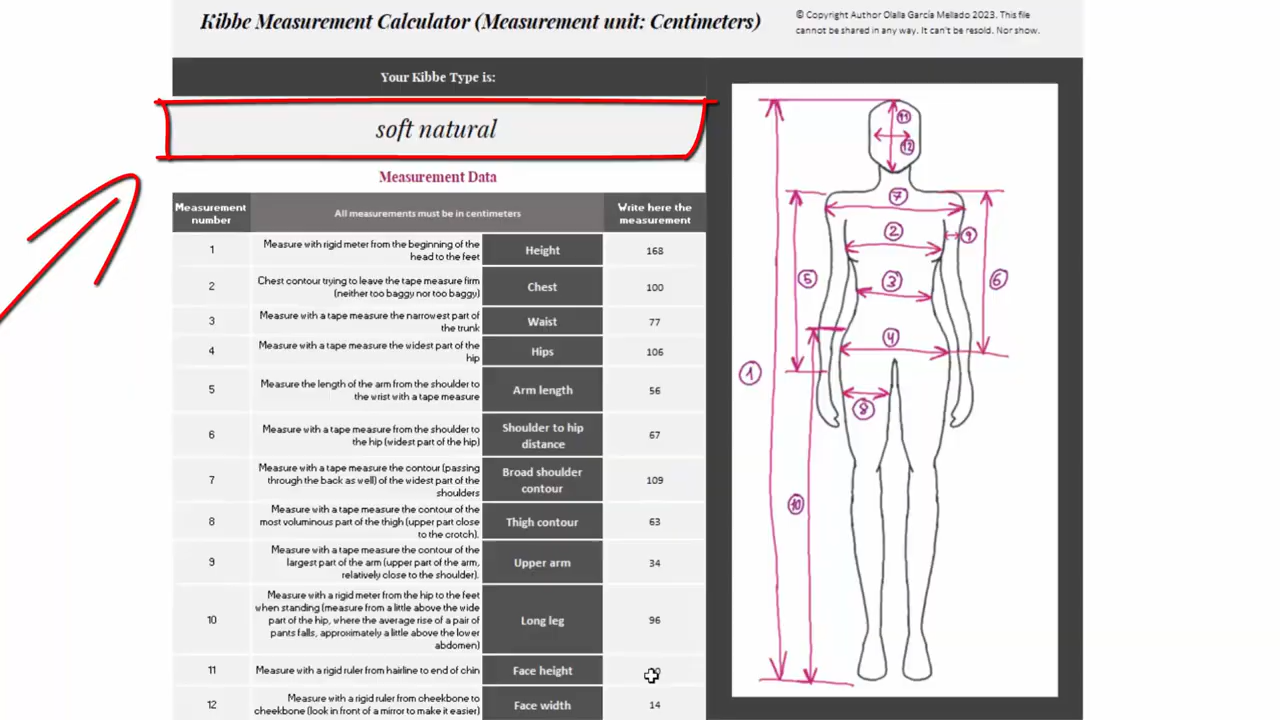 Kibbe Measurement Calculator (Measurement unit: Centimeters)
© Copyright Author Olalla García Mellado 2023. This file
cannot be shared in any way. It can't be resold. Nor show.
Your Kibbe Type is:
soft natural
Measurement Data
Measurement number
All measurements must be in centimeters
Write here the measurement
1
Measure with rigid meter from the beginning of the
head to the feet
Height
168
2
Chest contour trying to leave the tape measure firm
(neither too baggy nor too baggy)
Chest
100
3
Measure with a tape measure the narrowest part of
the trunk
Waist
77
4
Measure with a tape measure the widest part of the
hip
Hips
106
5
Measure the length of the arm from the shoulder to
the wrist with a tape measure
Arm length
56
6
Measure with a tape measure from the shoulder to
the hip (widest part of the hip)
Shoulder to hip
distance
67
7
Measure with a tape measure the contour (passing
through the back as well) of the widest part of the
shoulders
Broad shoulder
contour
109
8
Measure with a tape measure the contour of the
most voluminous part of the thigh (upper part close
to the crotch).
Thigh contour
63
9
Measure with a tape measure the contour of the
largest part of the arm (upper part of the arm,
relatively close to the shoulder).
Upper arm
34
10
Measure with a rigid meter from the hip to the feet
when standing (measure from a little above the wide
part of the hip, where the average rise of a pair of
pants falls, approximately a little above the lower
abdomen)
Long leg
96
11
Measure with a rigid ruler from hairline to end of chin
Face height
12
Measure with a rigid ruler from cheekbone to
cheekbone (look in front of a mirror to make it easier)
Face width
14
11
12
7
2
9
3
5
6
4
1
8
10